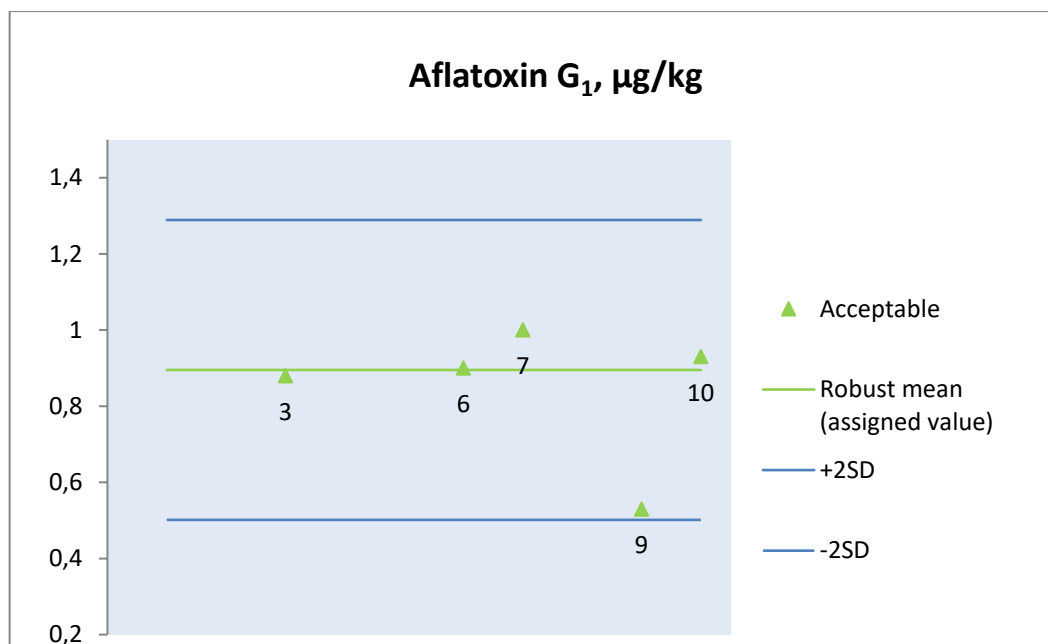 Aflatoxin G₁, µg/kg
1,4
1,2
1
0,8
0,6
0,4
0,2
3
6
7
9
10
Acceptable
Robust mean
(assigned value)
+2SD
-2SD